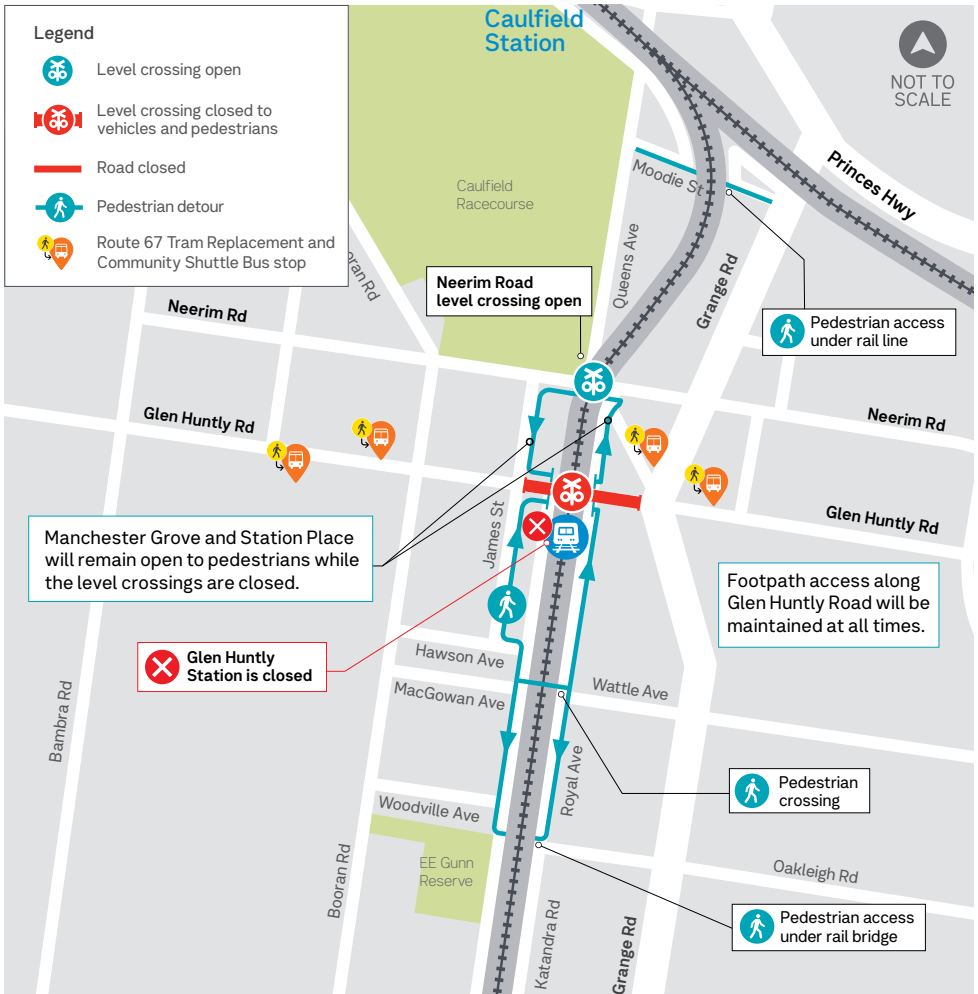 Legend
Level crossing open
Level crossing closed to
vehicles and pedestrians
Road closed
Pedestrian detour
Route 67 Tram Replacement and
Community Shuttle Bus stop
Caulfield
Station
NOT TO
SCALE
Princes Hwy
Moodie St
Caulfield
Racecourse
Queens Ave
Grange Rd
ooran Rd
Neerim Road
level crossing open
Pedestrian access
under rail line
Neerim Rd
Neerim Rd
Glen Huntly Rd
Glen Huntly Rd
James St
Manchester Grove and Station Place
will remain open to pedestrians while
the level crossings are closed.
Footpath access along
Glen Huntly Road will be
maintained at all times.
Glen Huntly
Station is closed
Hawson Ave
MacGowan Ave
Wattle Ave
Bambra Rd
Royal Ave
Pedestrian
crossing
Woodville Ave
EE Gunn
Reserve
Booran Rd
Oakleigh Rd
Katandra Rd
Grange Rd
Pedestrian access
under rail bridge